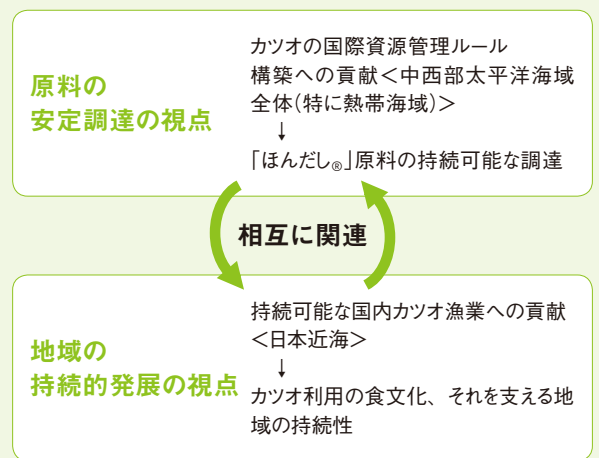 原料の
安定調達の視点
カツオの国際資源管理ルール
構築への貢献＜中西部太平洋海域
全体(特に熱帯海域)＞
↓
「ほんだし®」原料の持続可能な調達
相互に関連
地域の
持続的発展の視点
持続可能な国内カツオ漁業への貢献
＜日本近海＞
↓
カツオ利用の食文化、それを支える地
域の持続性